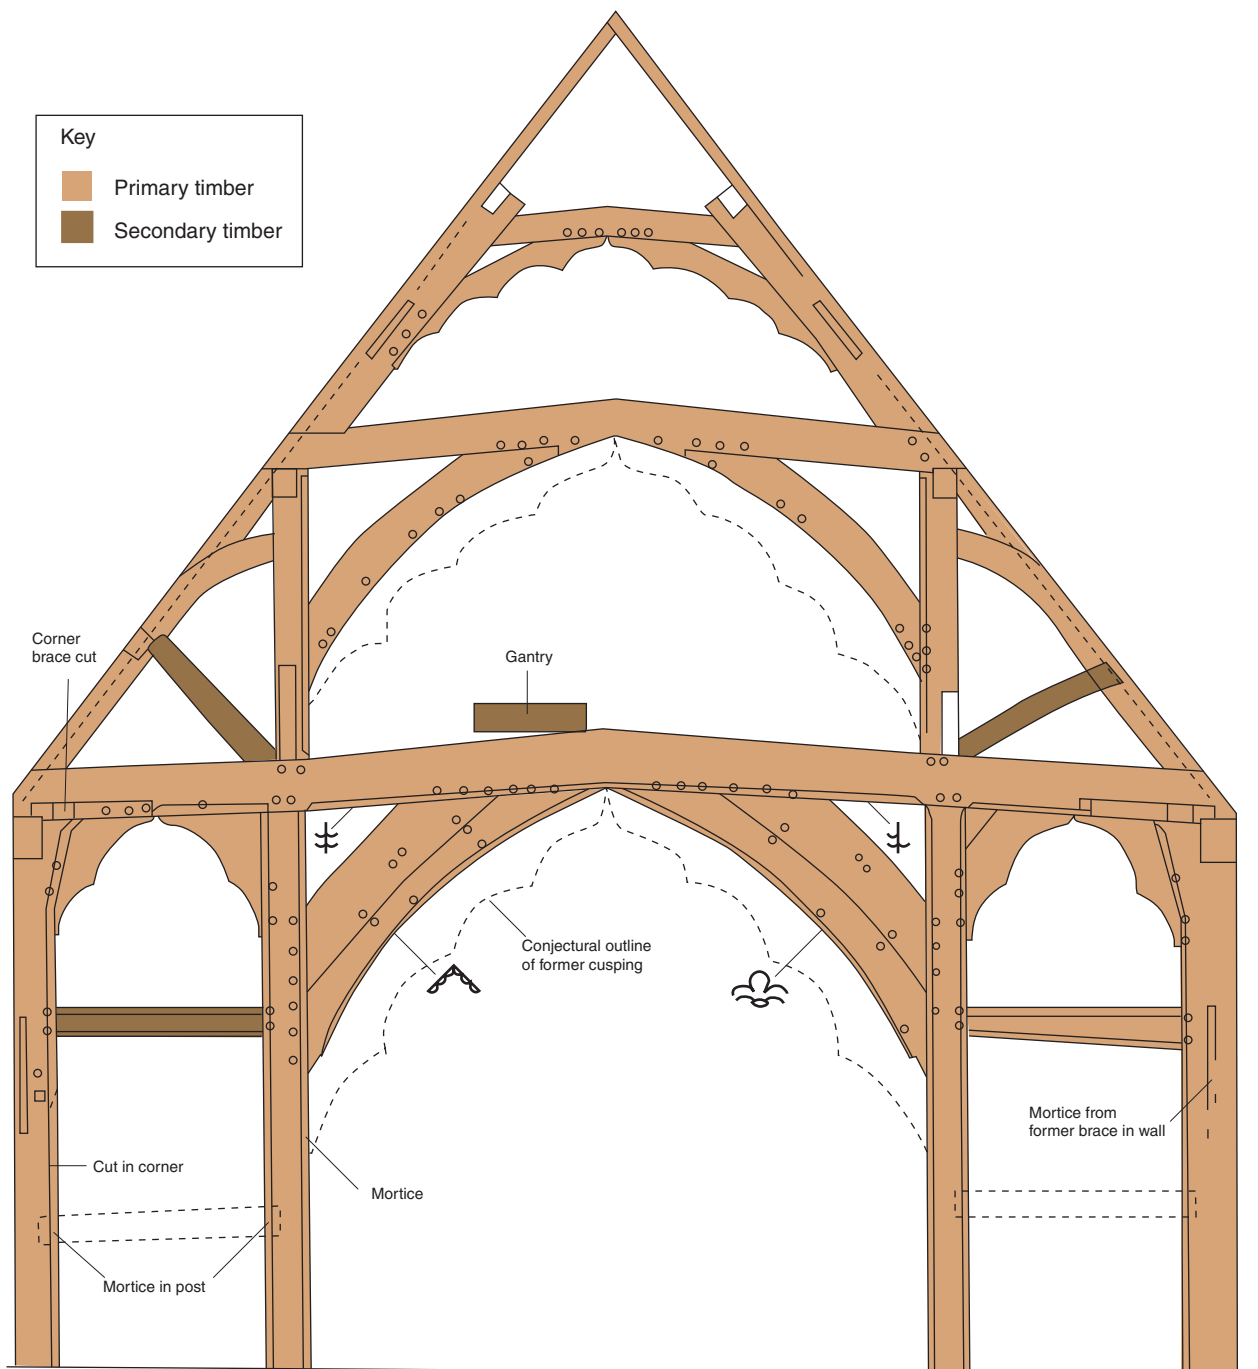 Key
Primary timber
Secondary timber
Corner
brace cut
Gantry
Conjectural outline
of former cusping
Mortice from
former brace in wall
Cut in corner
Mortice
Mortice in post